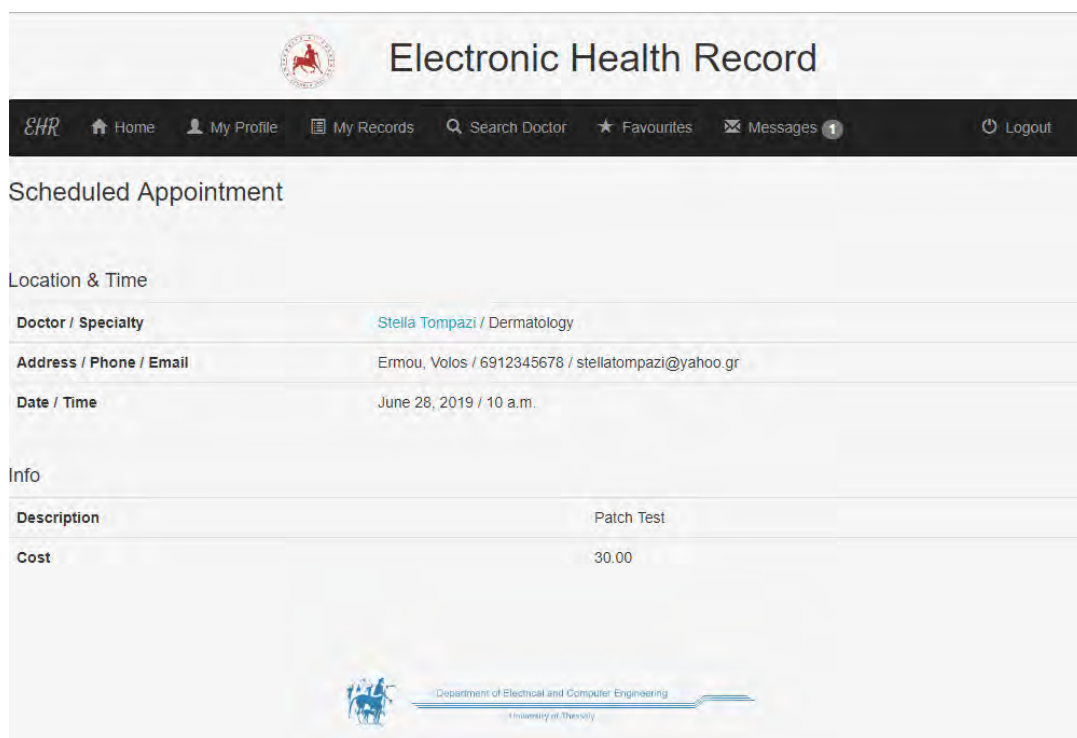 Electronic Health Record
EHR Home My Profile My Records Search Doctor Favourites Messages 1 Logout
Scheduled Appointment
Location & Time
Doctor / Specialty Stella Tompazi / Dermatology
Address / Phone / Email Ermou, Volos / 6912345678 / stellatompazi@yahoo.gr
Date / Time June 28, 2019 / 10 a.m.
Info
Description Patch Test
Cost 30.00
Department of Electrical and Computer Engineering
University of Thessaly